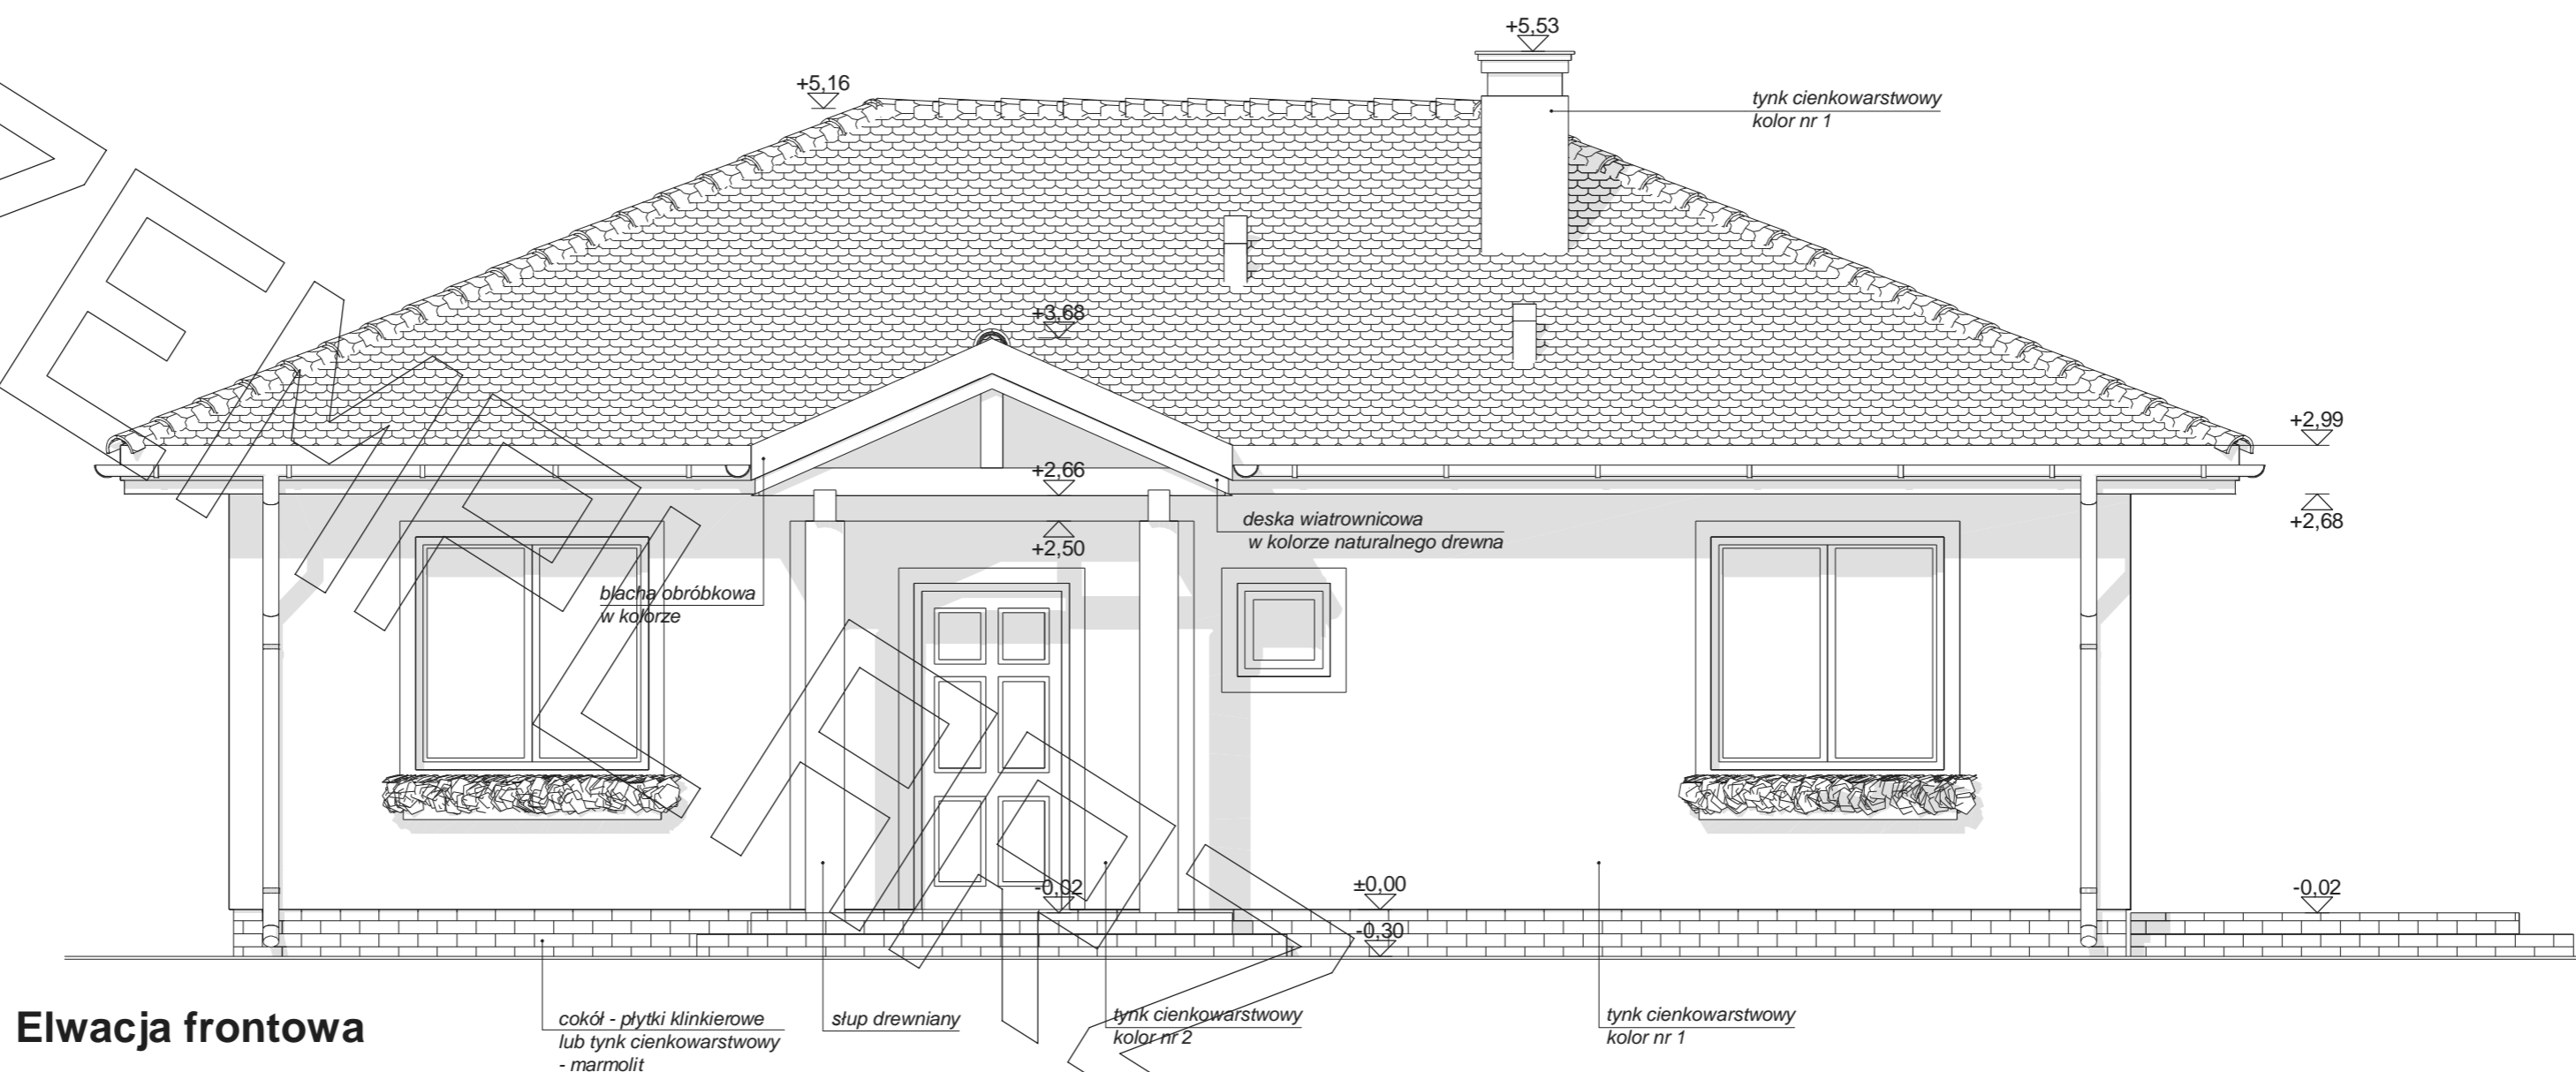 +5,53
+5,16
tynk cienkowarstwowy
kolor nr 1
+3,68
+2,99
+2,66
deska wiatrownicowa
w kolorze naturalnego drewna
+2,68
+2,50
blacha obróbkowa
w kolorze
-0,02
±0,00
-0,02
-0,30
Elwacja frontowa
cokół - płytki klinkierowe
lub tynk cienkowarstwowy
- marmolit
słup drewniany
tynk cienkowarstwowy
kolor nr 2
tynk cienkowarstwowy
kolor nr 1